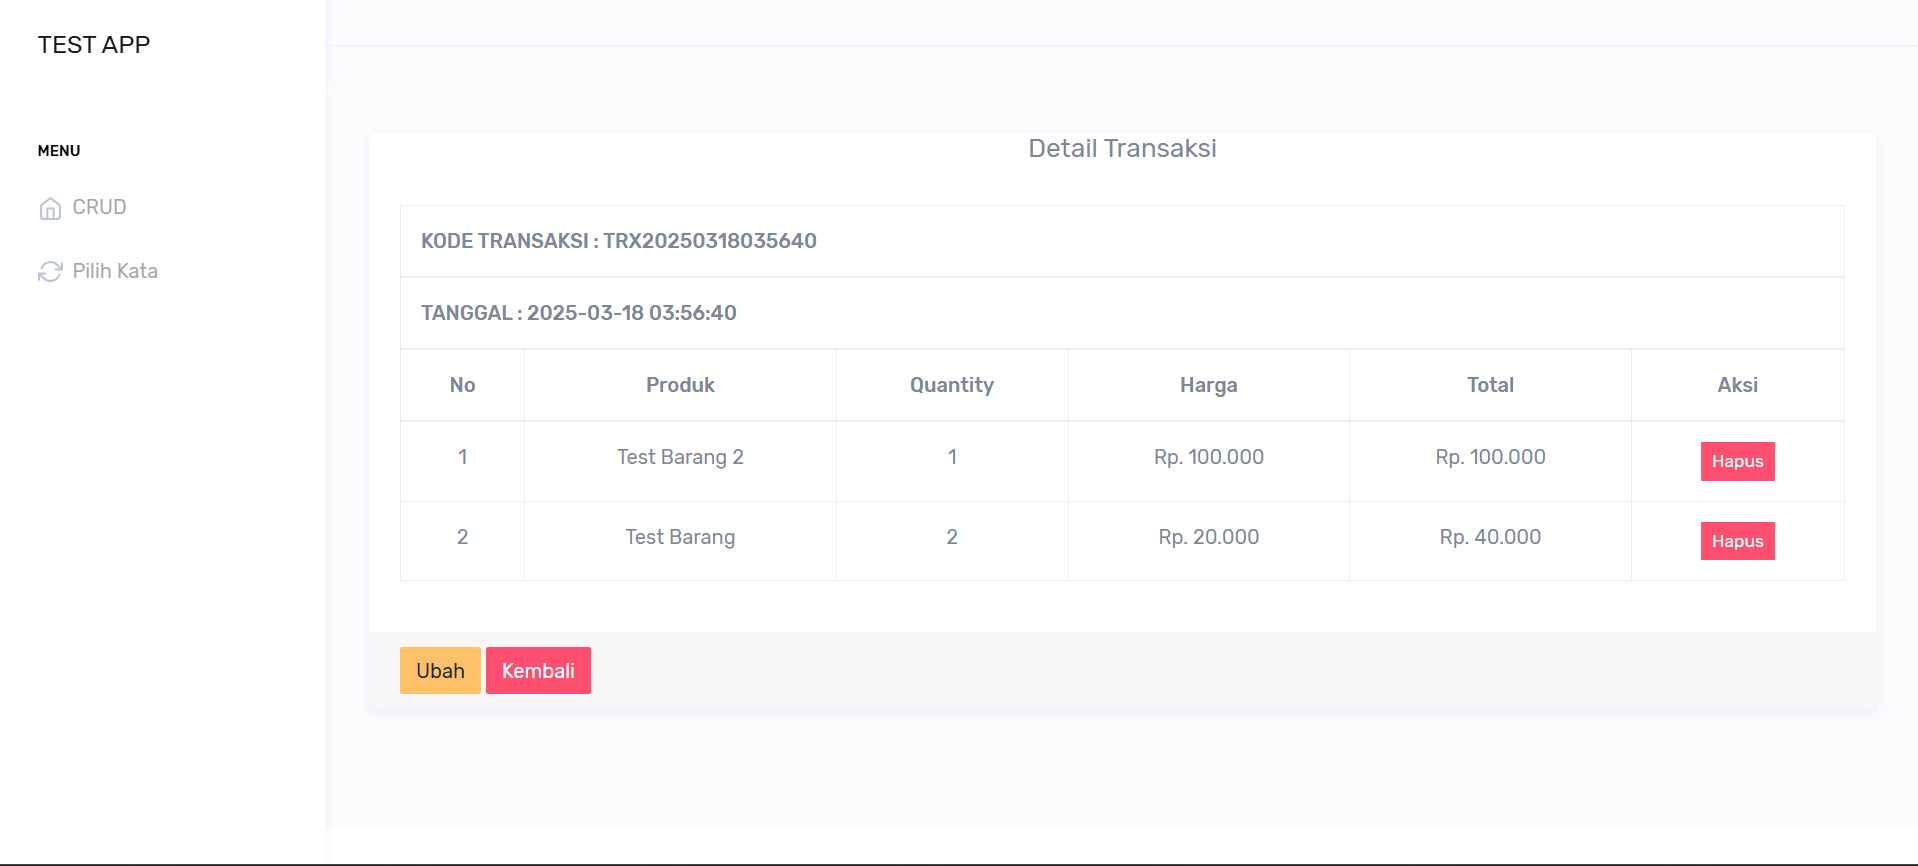 TEST APP
MENU
CRUD
Pilih Kata
Detail Transaksi
KODE TRANSAKSI : TRX20250318035640
TANGGAL : 2025-03-18 03:56:40
No Produk Quantity Harga Total Aksi
1 Test Barang 2 1 Rp. 100.000 Rp. 100.000 Hapus
2 Test Barang 2 Rp. 20.000 Rp. 40.000 Hapus
Ubah Kembali